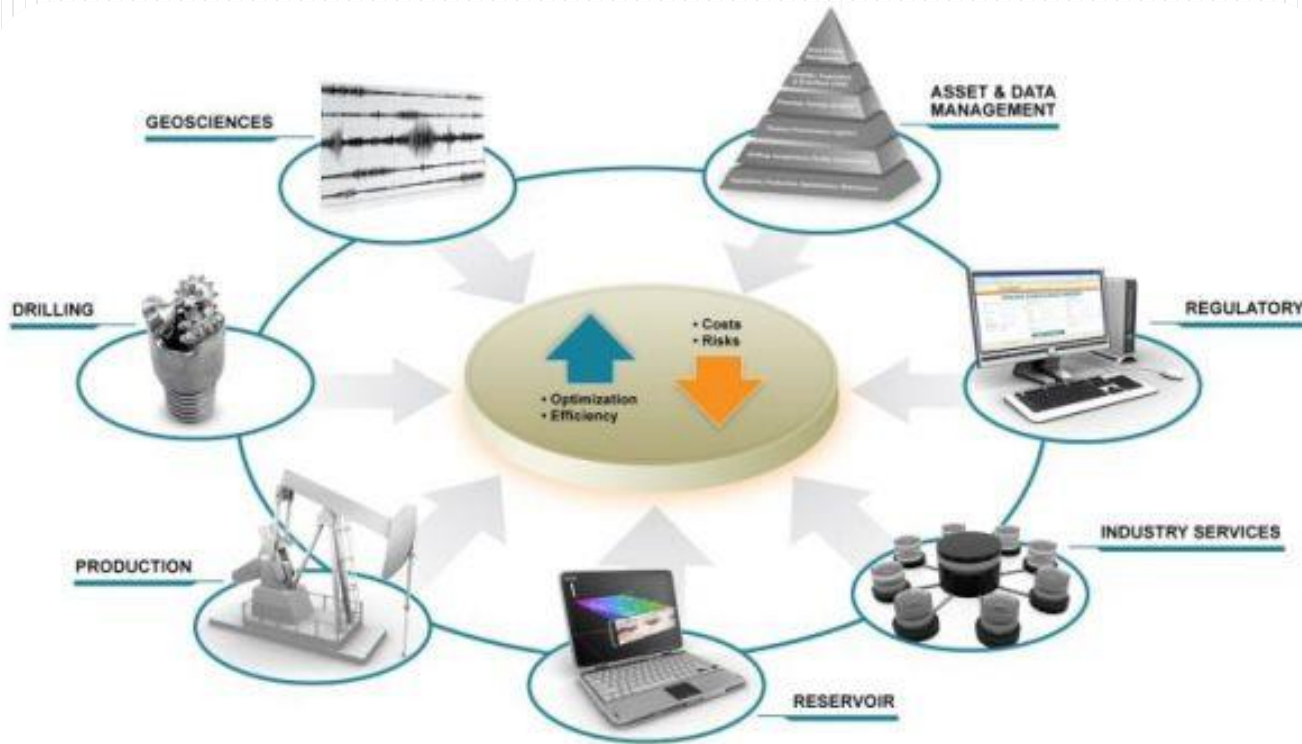 GEOSCIENCES
ASSET & DATA
MANAGEMENT
DRILLING
REGULATORY
• Costs
• Risks
• Optimization
• Efficiency
PRODUCTION
INDUSTRY SERVICES
RESERVOIR